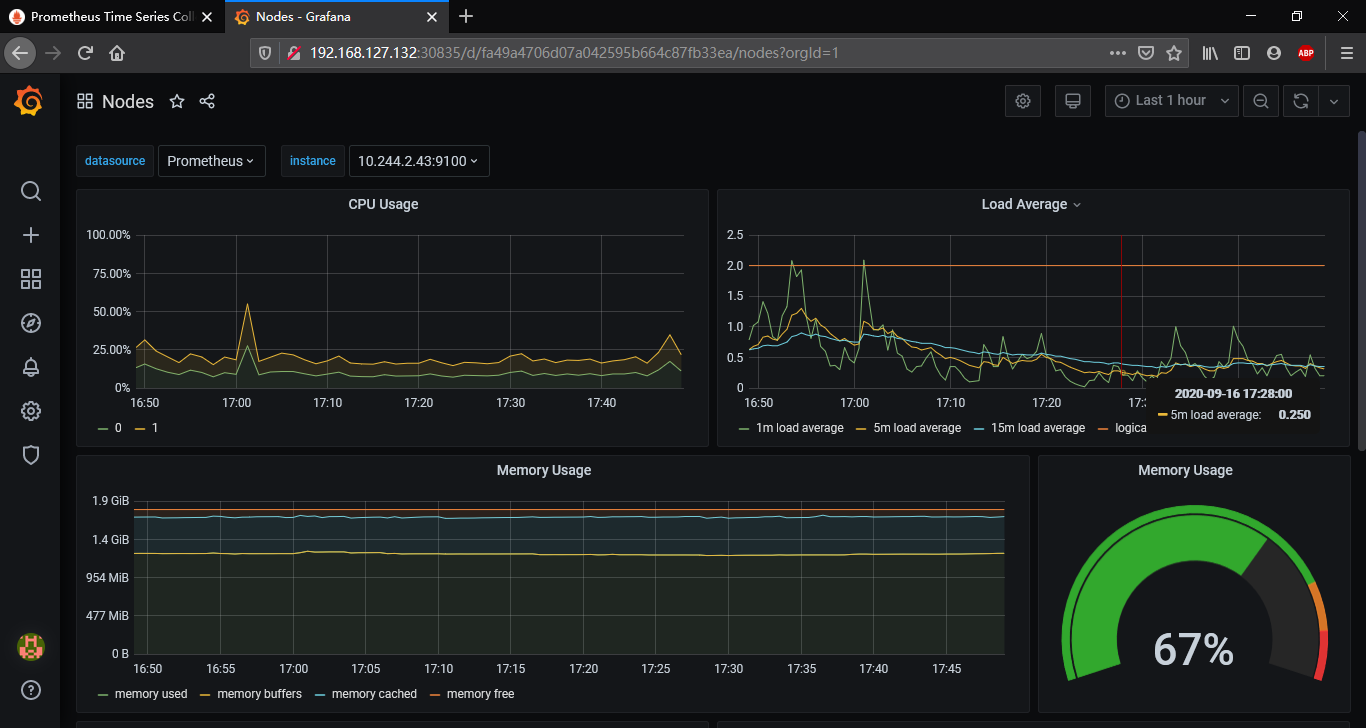 Prometheus Time Series Coll
Nodes - Grafana
192.168.127.132:30835/d/fa49a4706d07a042595b664c87fb33ea/nodes?orgId=1
ABP
Nodes
Last 1 hour
datasource Prometheus instance 10.244.2.43:9100
CPU Usage
100.00%
75.00%
50.00%
25.00%
0%
16:50 17:00 17:10 17:20 17:30 17:40
0 1
Load Average
2.5
2.0
1.5
1.0
0.5
0
16:50 17:00 17:10 17:20 17:3
2020-09-16 17:28:00
5m load average: 0.250
1m load average 5m load average 15m load average logica
Memory Usage
1.9 GiB
1.4 GiB
954 MiB
477 MiB
0 B
16:50 16:55 17:00 17:05 17:10 17:15 17:20 17:25 17:30 17:35 17:40 17:45
memory used memory buffers memory cached memory free
Memory Usage
67%